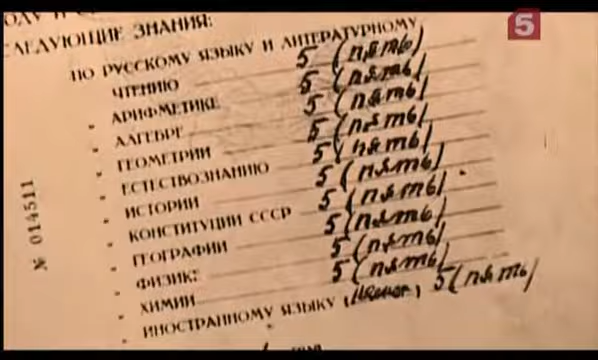 СЛЕДУЮЩИЕ ЗНАНИЯ:
5
ПО РУССКОМУ ЯЗЫКУ И ЛИТЕРАТУРНОМУ
ЧТЕНИЮ 5 (пять)
" АРИФМЕТИКЕ 5 (пять)
" АЛГЕБРЕ 5 (пять)
" ГЕОМЕТРИИ 5 (пять)
" ЕСТЕСТВОЗНАНИЮ 5 (пять)
" ИСТОРИИ 5 (пять)
" КОНСТИТУЦИИ СССР 5 (пять)
" ГЕОГРАФИИ 5 (пять)
" ФИЗИКЕ 5 (пять)
" ХИМИИ 5 (пять)
" ИНОСТРАННОМУ ЯЗЫКУ ( ) 5 (пять)
№ 014511